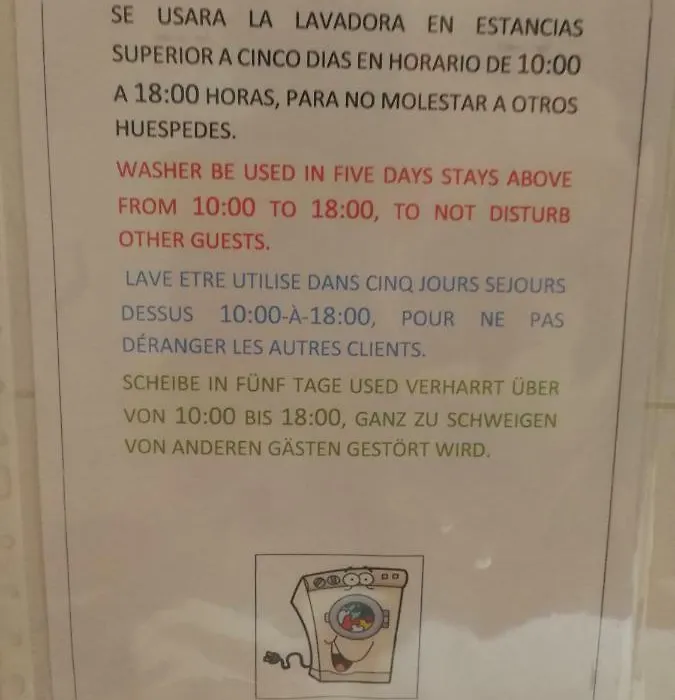 SE USARA LA LAVADORA EN ESTANCIAS
SUPERIOR A CINCO DIAS EN HORARIO DE 10:00
A 18:00 HORAS, PARA NO MOLESTAR A OTROS
HUESPEDES.
WASHER BE USED IN FIVE DAYS STAYS ABOVE
FROM 10:00 TO 18:00, TO NOT DISTURB
OTHER GUESTS.
LAVE ETRE UTILISE DANS CINQ JOURS SEJOURS
DESSUS 10:00-À-18:00, POUR NE PAS
DÉRANGER LES AUTRES CLIENTS.
SCHEIBE IN FÜNF TAGE USED VERHARRT ÜBER
VON 10:00 BIS 18:00, GANZ ZU SCHWEIGEN
VON ANDEREN GÄSTEN GESTÖRT WIRD.